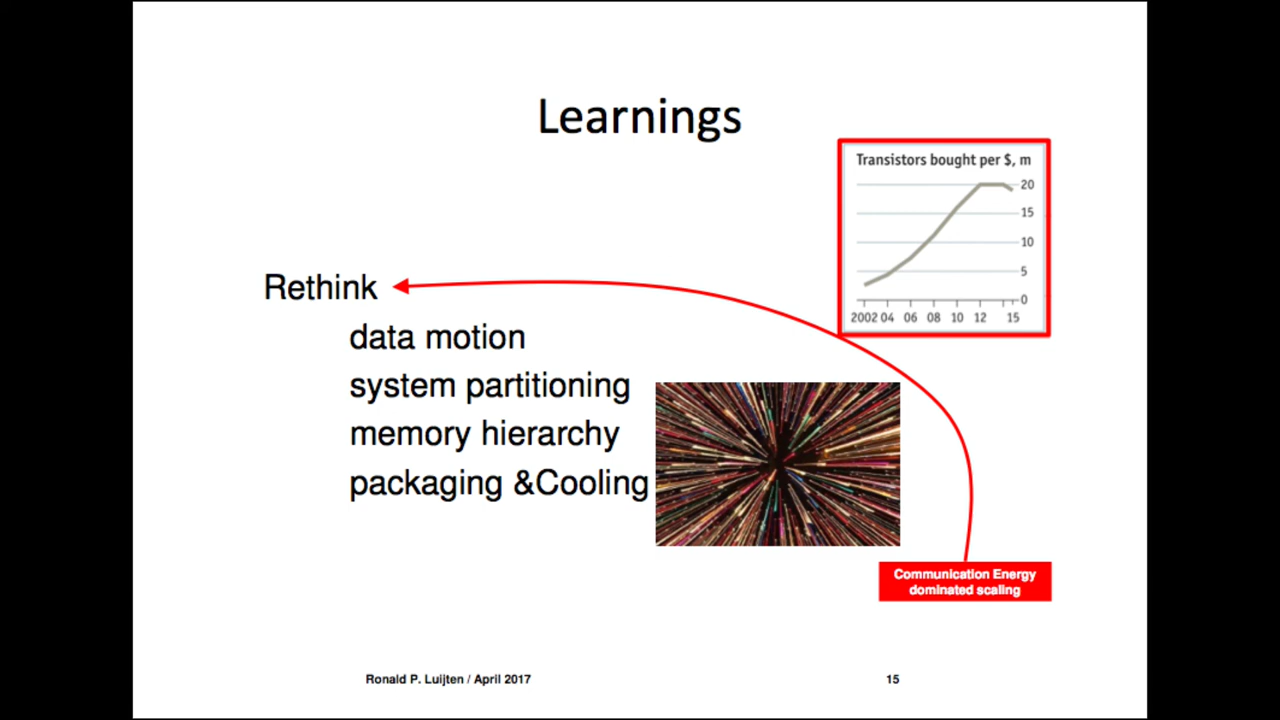 Learnings
Transistors bought per $, m
20
15
10
5
0
2002 04 06 08 10 12 15
Rethink
data motion
system partitioning
memory hierarchy
packaging &Cooling
Communication Energy
dominated scaling
Ronald P. Luijten / April 2017
15